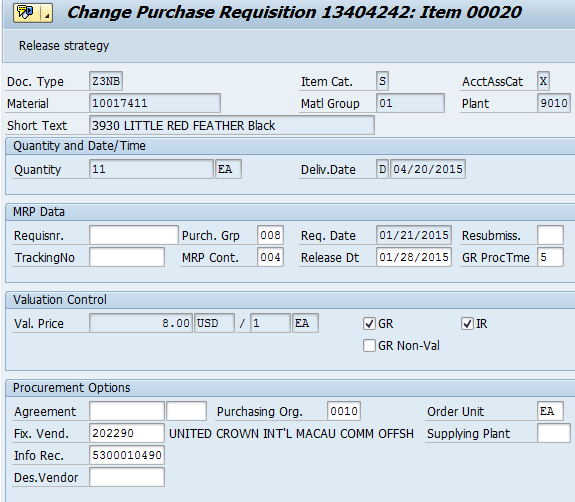 Change Purchase Requisition 13404242: Item 00020
Release strategy
Doc. Type Z3NB Item Cat. S AcctAssCat X
Material 10017411 Matl Group 01 Plant 9010
Short Text 3930 LITTLE RED FEATHER Black
Quantity and Date/Time
Quantity 11 EA Deliv.Date D 04/20/2015
MRP Data
Requisnr. Purch. Grp 008 Req. Date 01/21/2015 Resubmiss.
TrackingNo MRP Cont. 004 Release Dt 01/28/2015 GR ProcTme 5
Valuation Control
Val. Price 8.00 USD / 1 EA GR IR
GR Non-Val
Procurement Options
Agreement Purchasing Org. 0010 Order Unit EA
Fix. Vend. 202290 UNITED CROWN INT'L MACAU COMM OFFSH Supplying Plant
Info Rec. 5300010490
Des.Vendor